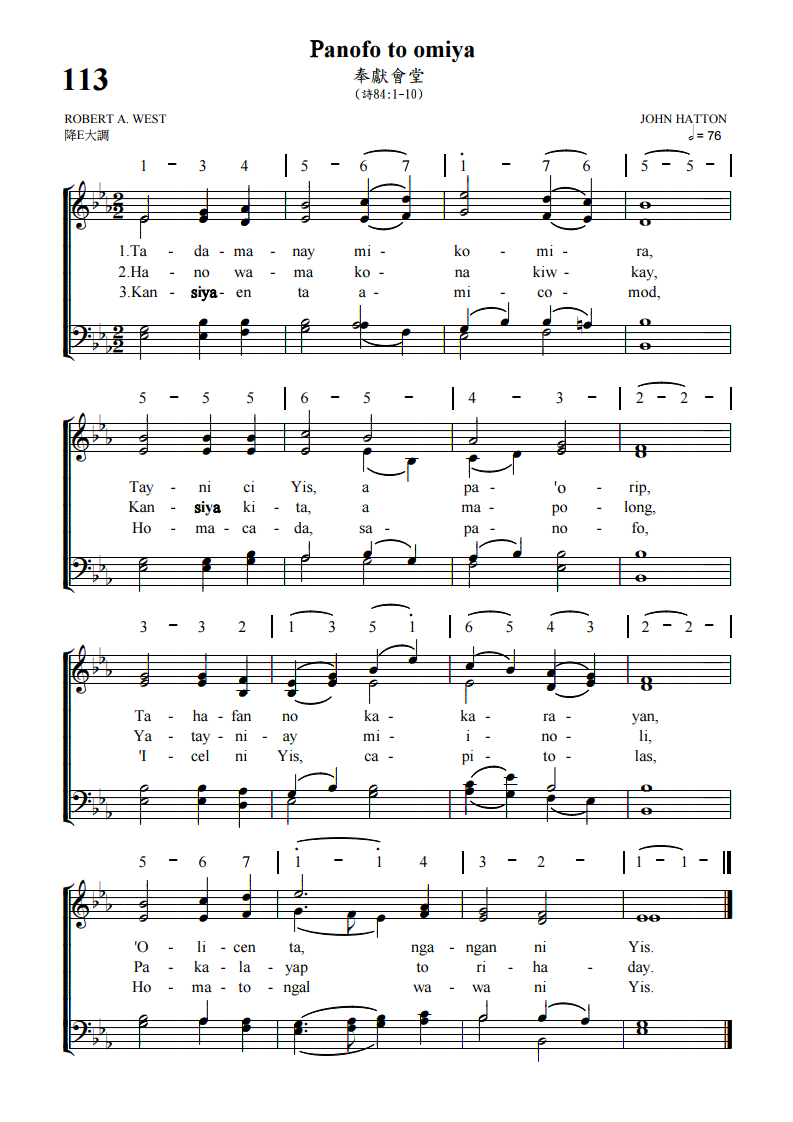 Panofo to omiya
113
奉獻會堂
(詩84:1-10)
ROBERT A. WEST
JOHN HATTON
降E大調
= 76
1 - 3 4 | 5 - 6 7 | 1 - 7 6 | 5 - 5 - |
1.Ta - da - ma - nay mi - ko - mi - ra,
2.Ha - no wa - ma ko - na kiw - kay,
3.Kan - siya - en ta a - mi - co - mod,
5 - 5 5 | 6 - 5 - | 4 - 3 - | 2 - 2 - |
Tay - ni ci Yis, a pa - 'o - rip,
Kan - siya ki - ta, a ma - po - long,
Ho - ma - ca - da, sa - pa - no - fo,
3 - 3 2 | 1 3 5 1 | 6 5 4 3 | 2 - 2 - |
Ta - ha - fan no ka - ka - ra - yan,
Ya - tay - ni - ay mi - i - no - li,
'I - cel ni Yis, ca - pi - to - las,
5 - 6 7 | 1 - 1 4 | 3 - 2 - | 1 - 1 - ||
'O - li - cen ta, nga - ngan ni Yis.
Pa - ka - la - yap to ri - ha - day.
Ho - ma - to - ngal wa - wa ni Yis.